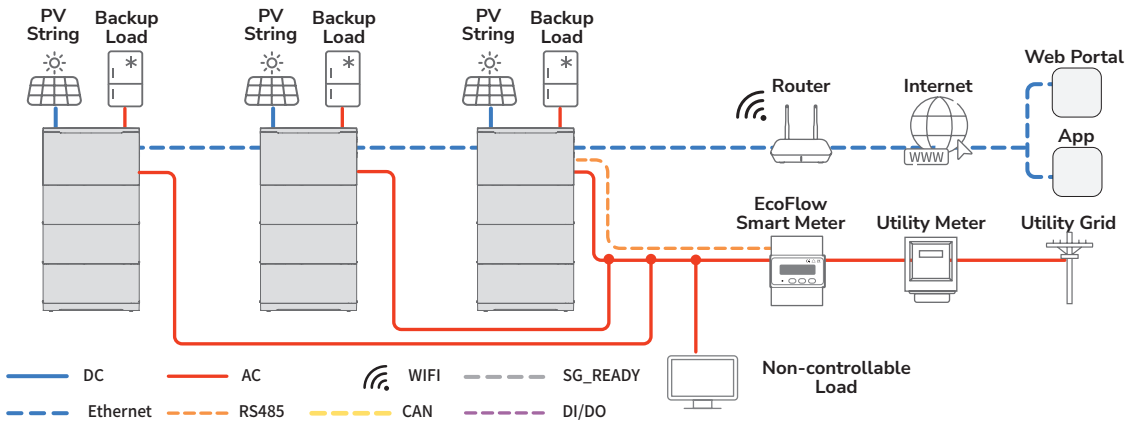 PV
String
Backup
Load
PV
String
Backup
Load
PV
String
Backup
Load
Router
Internet
Web Portal
App
WWW
EcoFlow
Smart Meter
Utility Meter
Utility Grid
Non-controllable
Load
DC
AC
WIFI
SG_READY
Ethernet
RS485
CAN
DI/DO